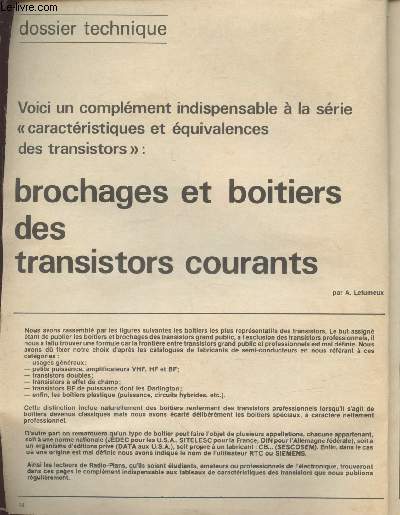 Le-livre.com
dossier technique
Voici un complément indispensable à la série
« caractéristiques et équivalences
des transistors » :
brochages et boitiers
des
transistors courants
par A. Lefumeux
Nous avons rassemblé par les figures suivantes les boitiers les plus représentatifs des transistors. Le but assigné
étant de publier les boitiers et brochages des transistors grand public, à l'exclusion des transistors professionnels, il
nous a fallu trouver une formule car la frontière entre transistors grand public et professionnels est mal définie. Nous
avons dû fixer notre choix d'après les catalogues de fabricants de semi-conducteurs en nous référant à ces
catégories :
— usages généraux;
— petite puissance, amplificateurs VHF, HF et BF;
— transistors doubles;
— transistors à effet de champ;
— transistors BF de puissance dont les Darlington;
— enfin, les boitiers plastique (puissance, circuits hybrides, etc.).
Cette distinction inclue naturellement des boitiers renfermant des transistors professionnels lorsqu'il s'agit de
boitiers devenus classiques mais nous avons écarté délibérément les boitiers spéciaux, à caractère nettement
professionnel.
D'autre part on remarquera qu'un type de boitier peut faire l'objet de plusieurs appellations, chacune appartenant,
soit à une norme nationale (JEDEC pour les U.S.A., SITELESC pour la France, DIN pour l'Allemagne fédérale), soit à
un organisme d'éditions privé (DATA aux U.S.A.), soit propre à un fabricant : CB... (SESCOSEM). Enfin, dans le cas
où une origine est mal définie nous avons indiqué le nom de l'utilisateur RTC ou SIEMENS.
Ainsi les lecteurs de Radio-Plans, qu'ils soient étudiants, amateurs ou professionnels de l'électronique, trouveront
dans ces pages le complément indispensable aux tableaux de caractéristiques des transistors que nous publions
régulièrement.